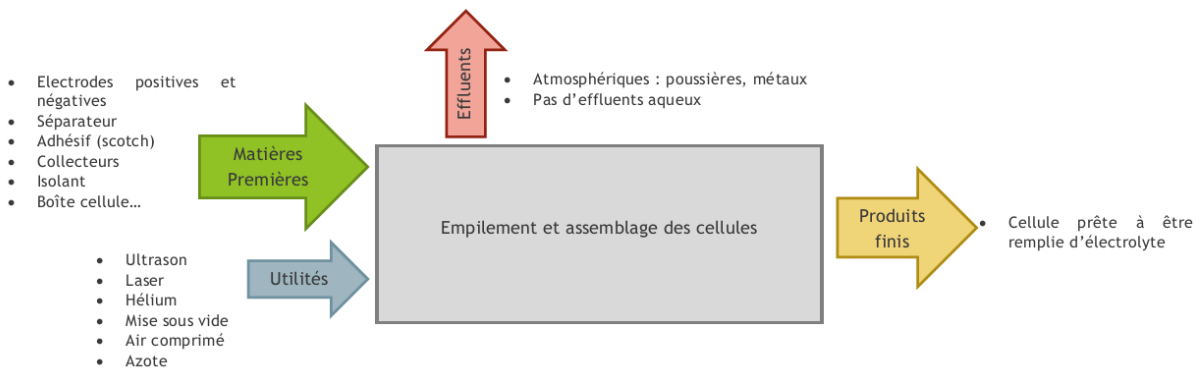 Effluents
• Atmosphériques : poussières, métaux
• Pas d’effluents aqueux
• Electrodes positives et
négatives
• Séparateur
• Adhésif (scotch)
• Collecteurs
• Isolant
• Boîte cellule…
Matières
Premières
• Ultrason
• Laser
• Hélium
• Mise sous vide
• Air comprimé
• Azote
Utilités
Empilement et assemblage des cellules
Produits
finis
• Cellule prête à être
remplie d’électrolyte